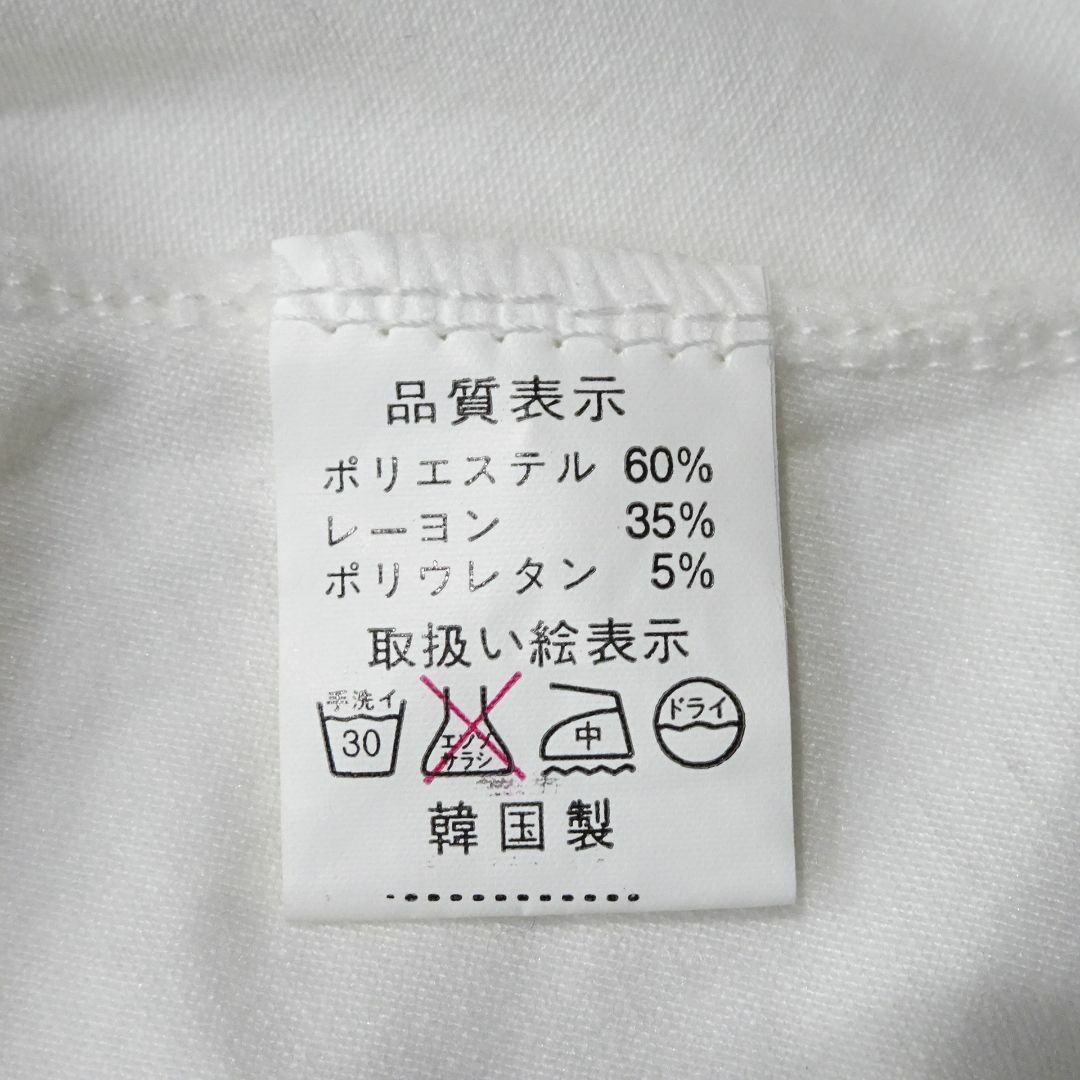 品質表示
ポリエステル 60%
レーヨン 35%
ポリウレタン 5%
取扱い絵表示
手洗イ 30 エンソサラシ 中 ドライ
韓国製